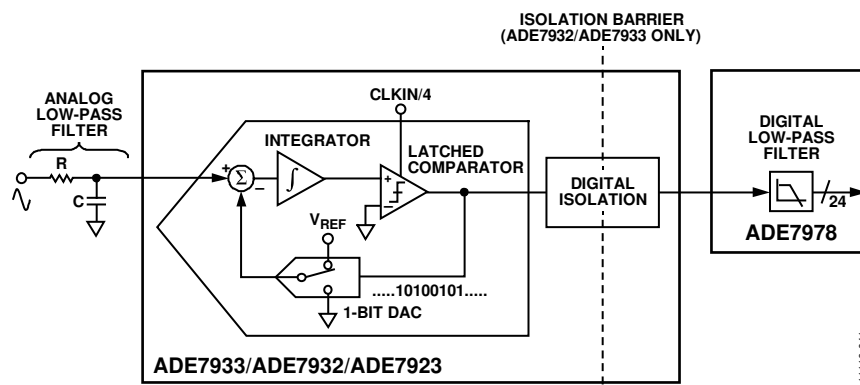 ISOLATION BARRIER
(ADE7932/ADE7933 ONLY)
ANALOG
LOW-PASS
FILTER
R
C
CLKIN/4
INTEGRATOR
LATCHED
COMPARATOR
+
Σ
–
∫
+
–
VREF
.....10100101.....
1-BIT DAC
DIGITAL
ISOLATION
DIGITAL
LOW-PASS
FILTER
24
ADE7978
ADE7933/ADE7932/ADE7923